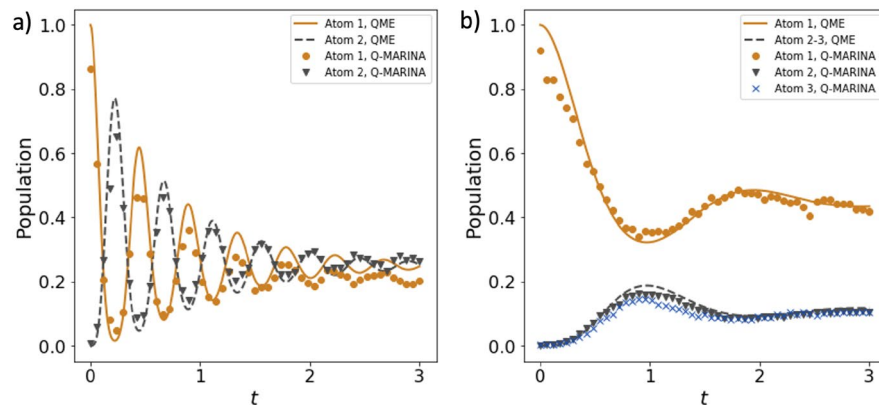 a)
1.0
0.8
0.6
0.4
0.2
0.0
Population
0
1
2
3
t
Atom 1, QME
Atom 2, QME
Atom 1, Q-MARINA
Atom 2, Q-MARINA
b)
1.0
0.8
0.6
0.4
0.2
0.0
Population
0
1
2
3
t
Atom 1, QME
Atom 2-3, QME
Atom 1, Q-MARINA
Atom 2, Q-MARINA
Atom 3, Q-MARINA